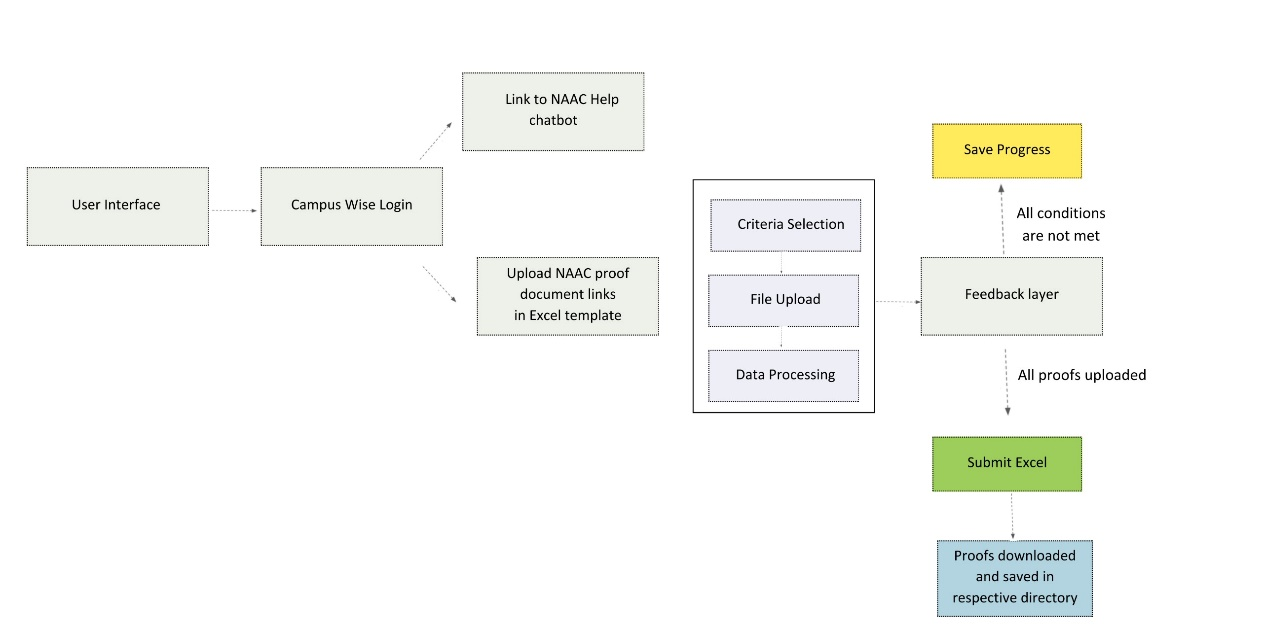 Link to NAAC Help
chatbot
User Interface
Campus Wise Login
Upload NAAC proof
document links
in Excel template
Criteria Selection
File Upload
Data Processing
Save Progress
All conditions
are not met
Feedback layer
All proofs uploaded
Submit Excel
Proofs downloaded
and saved in
respective directory